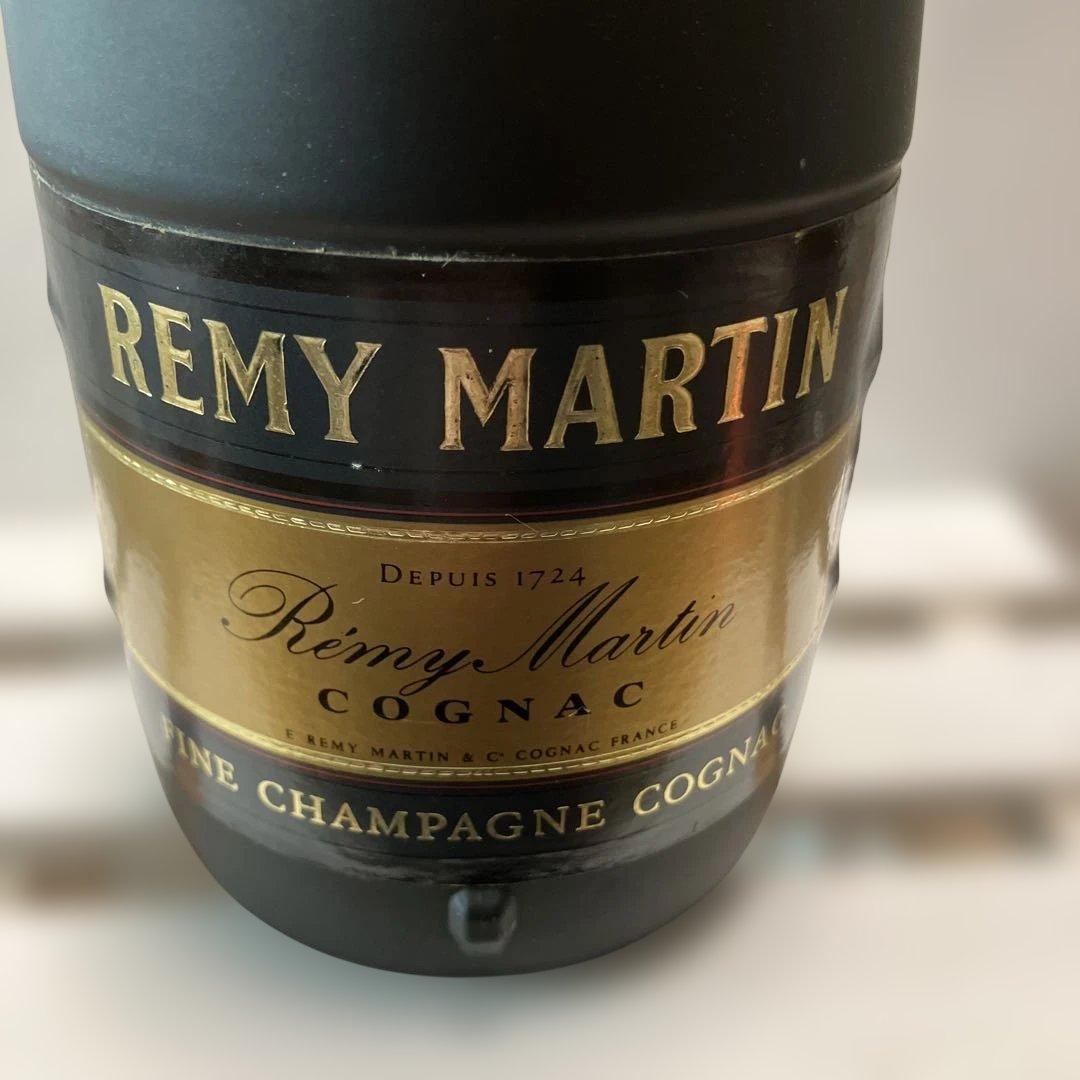 REMY MARTIN
DEPUIS 1724
Rémy Martin
COGNAC
E. REMY MARTIN & Cº COGNAC FRANCE
FINE CHAMPAGNE COGNAC